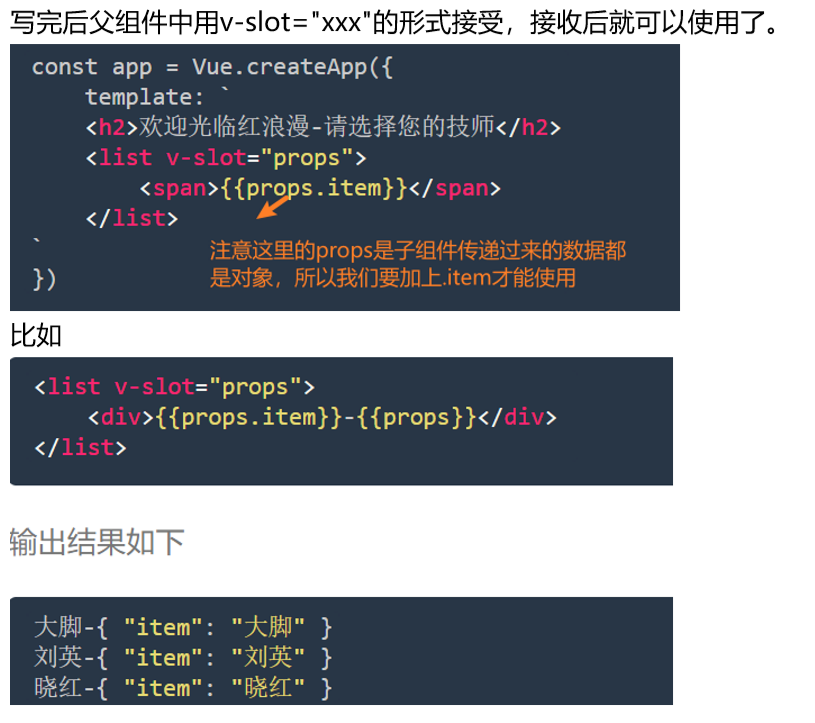 写完后父组件中用v-slot="xxx"的形式接受，接收后就可以使用了。
const app = Vue.createApp({
    template: `
    <h2>欢迎光临红浪漫-请选择您的技师</h2>
    <list v-slot="props">
        <span>{{props.item}}</span>
    </list>
`
注意这里的props是子组件传递过来的数据都
是对象，所以我们要加上.item才能使用
})
比如
<list v-slot="props">
    <div>{{props.item}}-{{props}}</div>
</list>
输出结果如下
大脚-{ "item": "大脚" }
刘英-{ "item": "刘英" }
晓红-{ "item": "晓红" }